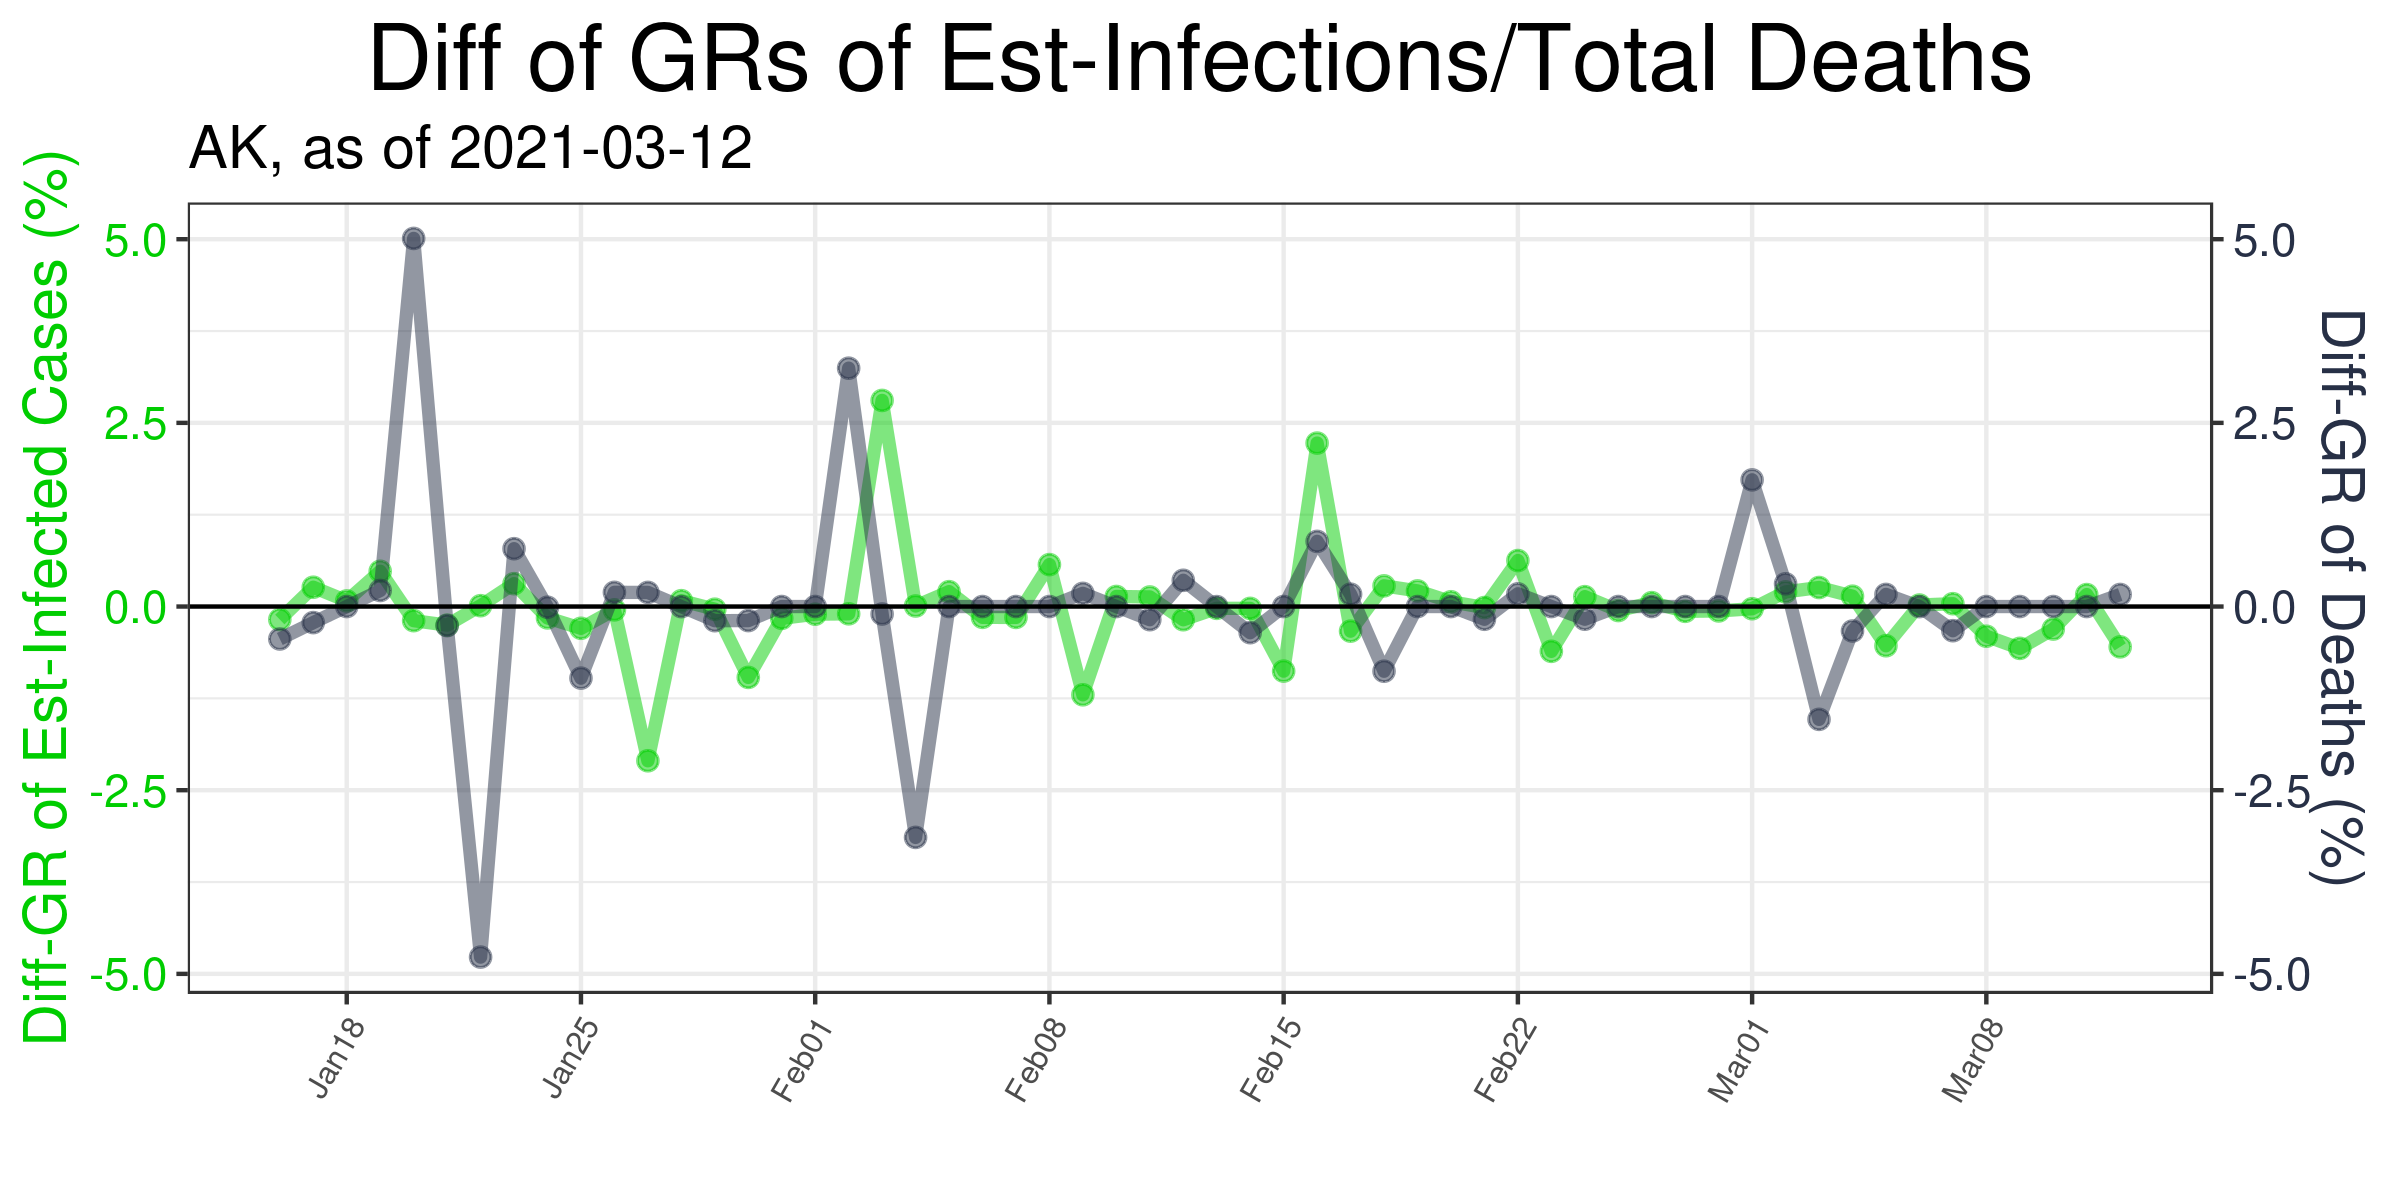 Diff of GRs of Est-Infections/Total Deaths
AK, as of 2021-03-12
Diff-GR of Est-Infected Cases (%)
5.0
2.5
0.0
-2.5
-5.0
5.0
2.5
0.0
-2.5
-5.0
Diff-GR of Deaths (%)
Jan18
Jan25
Feb01
Feb08
Feb15
Feb22
Mar01
Mar08